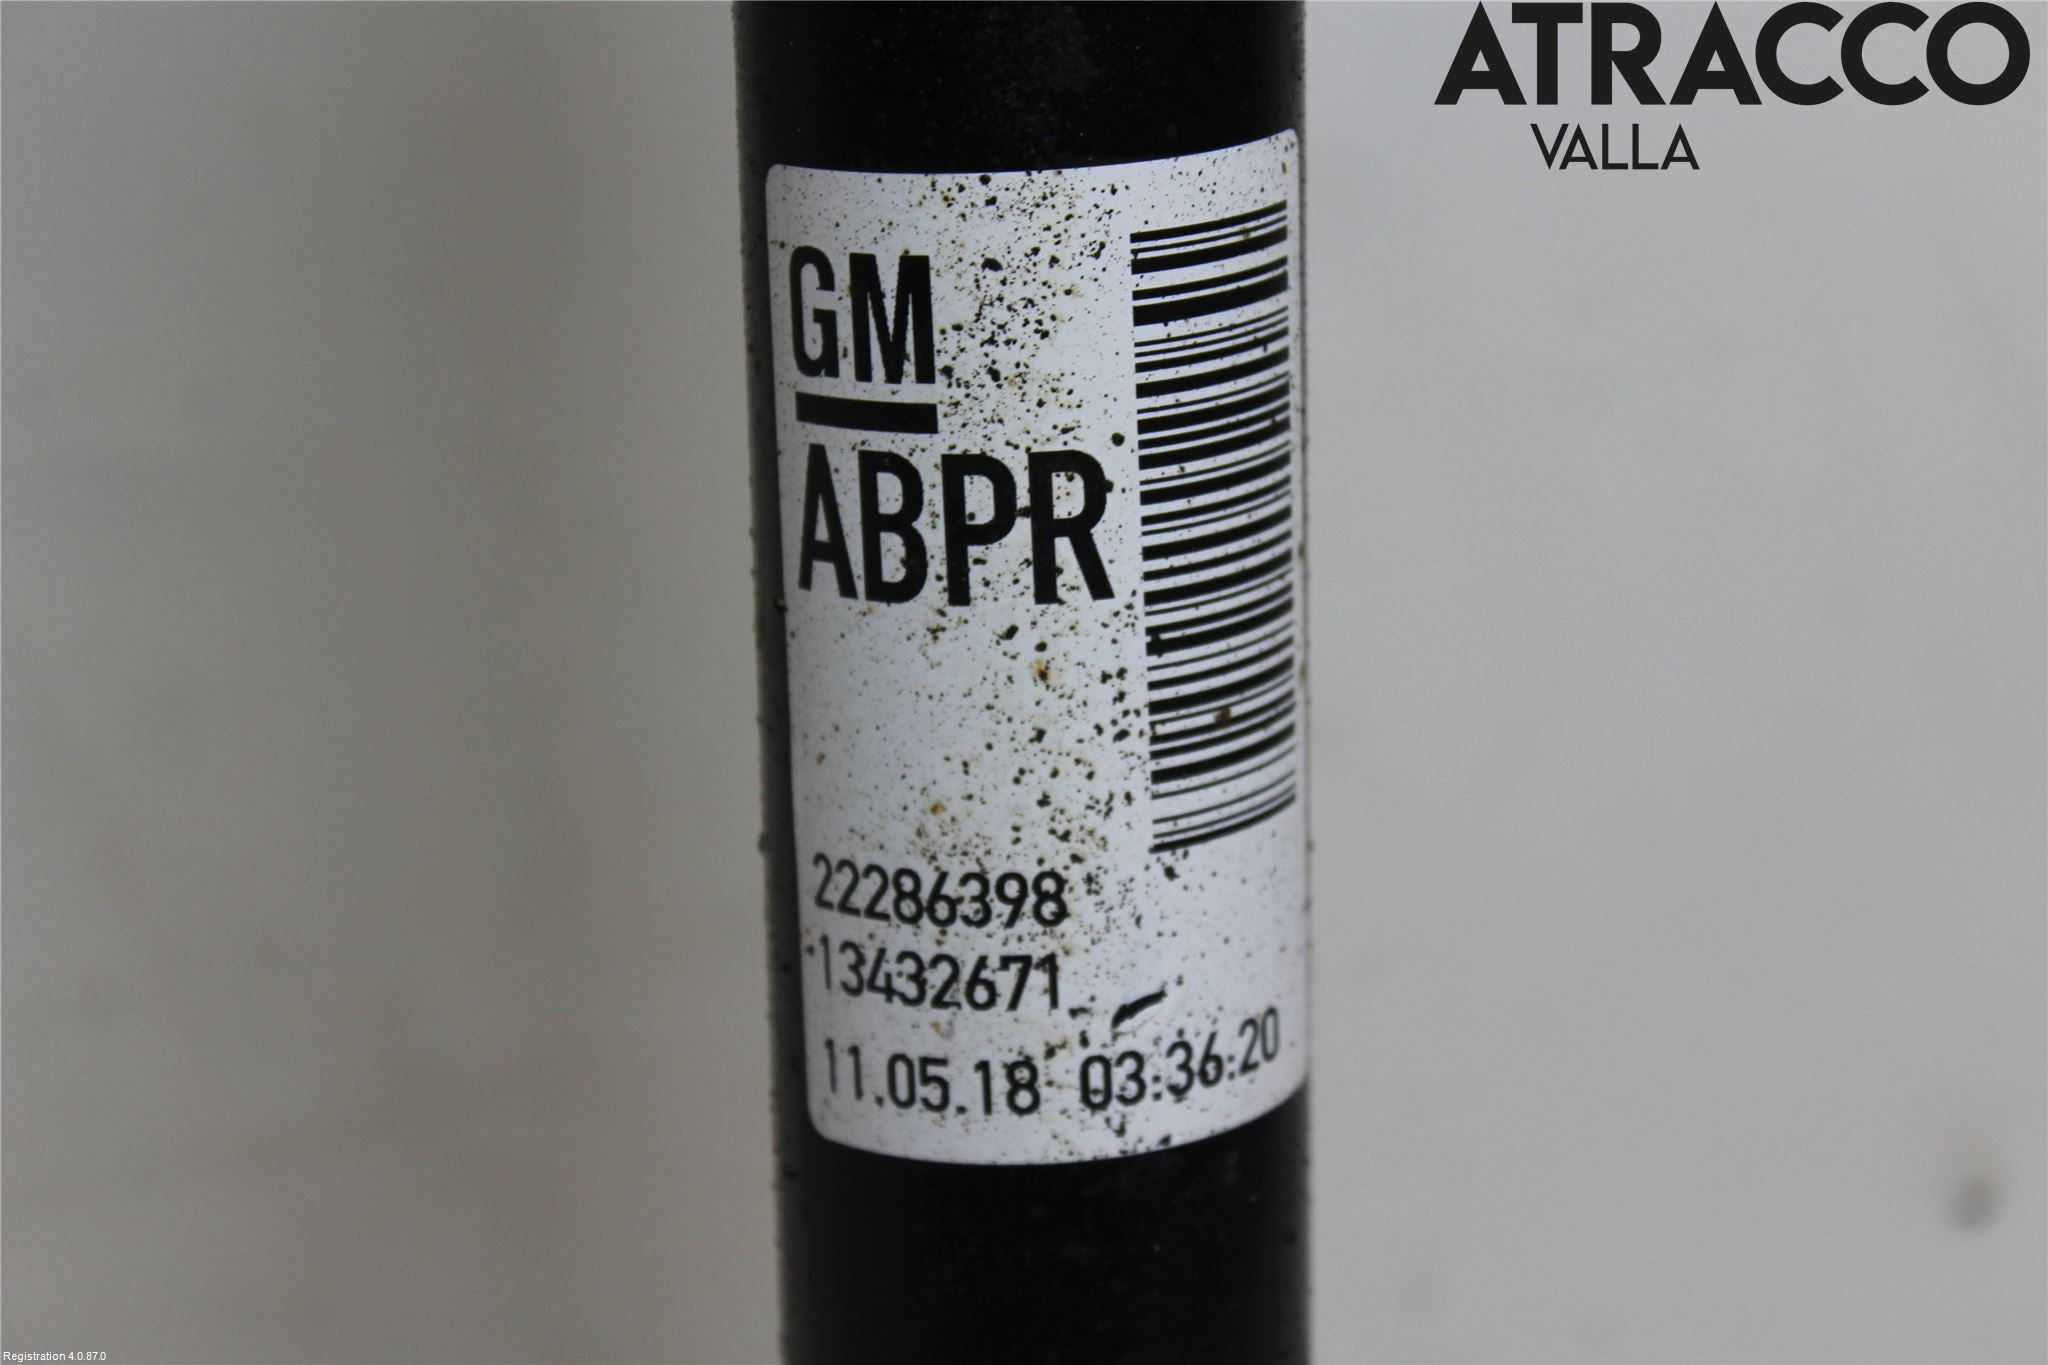 ATRACCO
VALLA
GM
ABPR
22286398
13432671
11.05.18 03:36:20
Registration 4.0.87.0